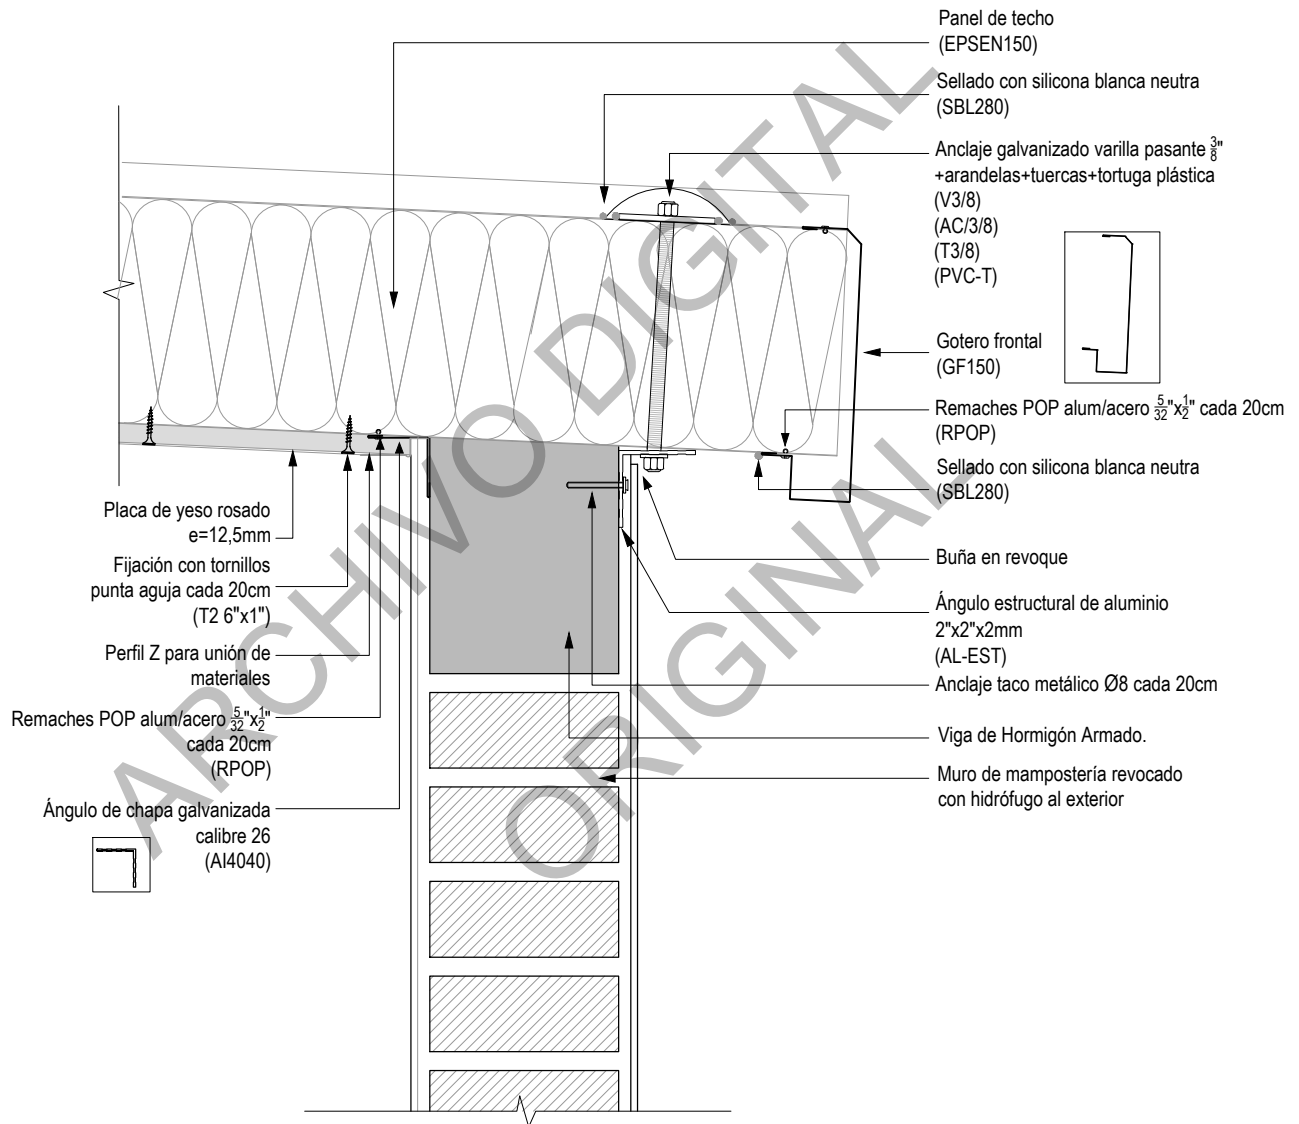 Panel de techo
(EPSEN150)
Sellado con silicona blanca neutra
(SBL280)
Anclaje galvanizado varilla pasante 3/8"
+arandelas+tuercas+tortuga plástica
(V3/8)
(AC/3/8)
(T3/8)
(PVC-T)
Gotero frontal
(GF150)
Remaches POP alum/acero 5/32"x1/2" cada 20cm
(RPOP)
Sellado con silicona blanca neutra
(SBL280)
Buña en revoque
Ángulo estructural de aluminio
2"x2"x2mm
(AL-EST)
Anclaje taco metálico Ø8 cada 20cm
Viga de Hormigón Armado.
Muro de mampostería revocado
con hidrófugo al exterior
Placa de yeso rosado
e=12,5mm
Fijación con tornillos
punta aguja cada 20cm
(T2 6"x1")
Perfil Z para unión de
materiales
Remaches POP alum/acero 5/32"x1/2"
cada 20cm
(RPOP)
Ángulo de chapa galvanizada
calibre 26
(AI4040)
ARCHIVO DIGITAL
ORIGINAL